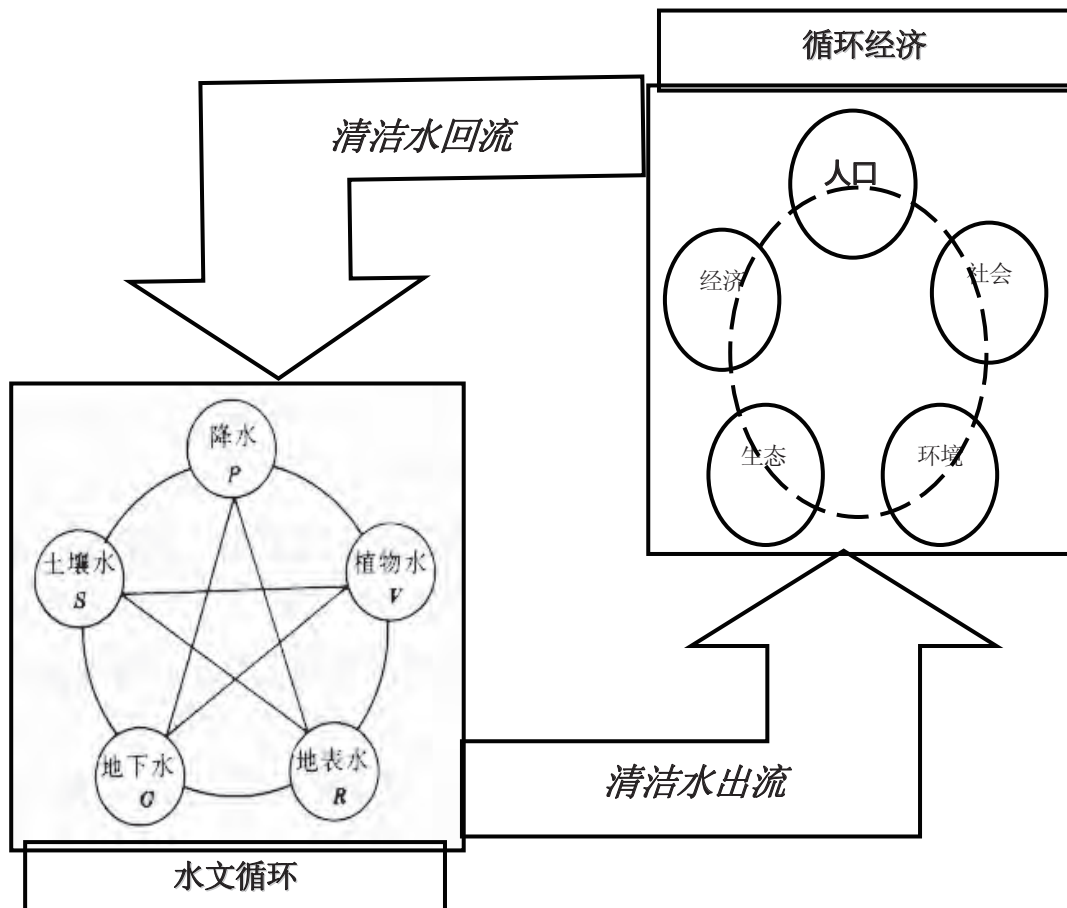 循环经济
清洁水回流
人口
经济
社会
生态
环境
降水
P
土壤水
S
植物水
V
地下水
G
地表水
R
清洁水出流
水文循环